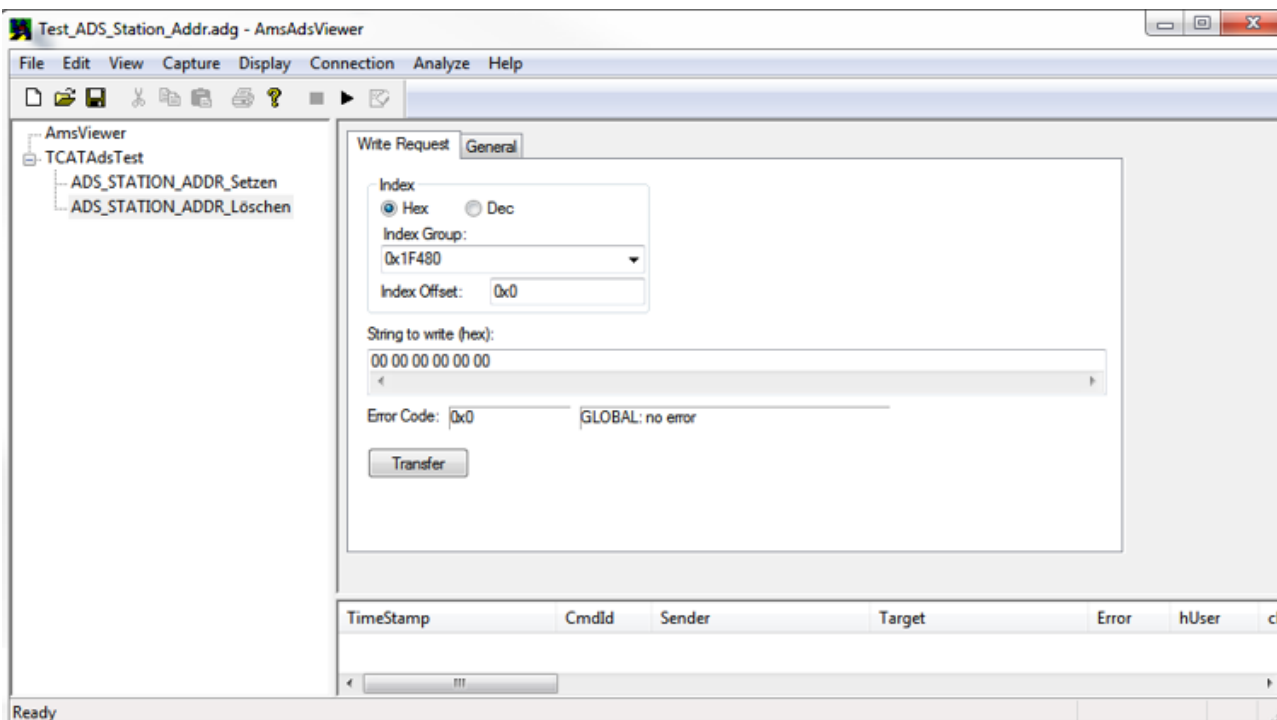 Test_ADS_Station_Addr.adg - AmsAdsViewer
File Edit View Capture Display Connection Analyze Help
AmsViewer
TCATAdsTest
ADS_STATION_ADDR_Setzen
ADS_STATION_ADDR_Löschen
Write Request General
Index
Hex Dec
Index Group:
0x1F480
Index Offset: 0x0
String to write (hex):
00 00 00 00 00 00
Error Code: 0x0 GLOBAL: no error
Transfer
TimeStamp CmdId Sender Target Error hUser
Ready